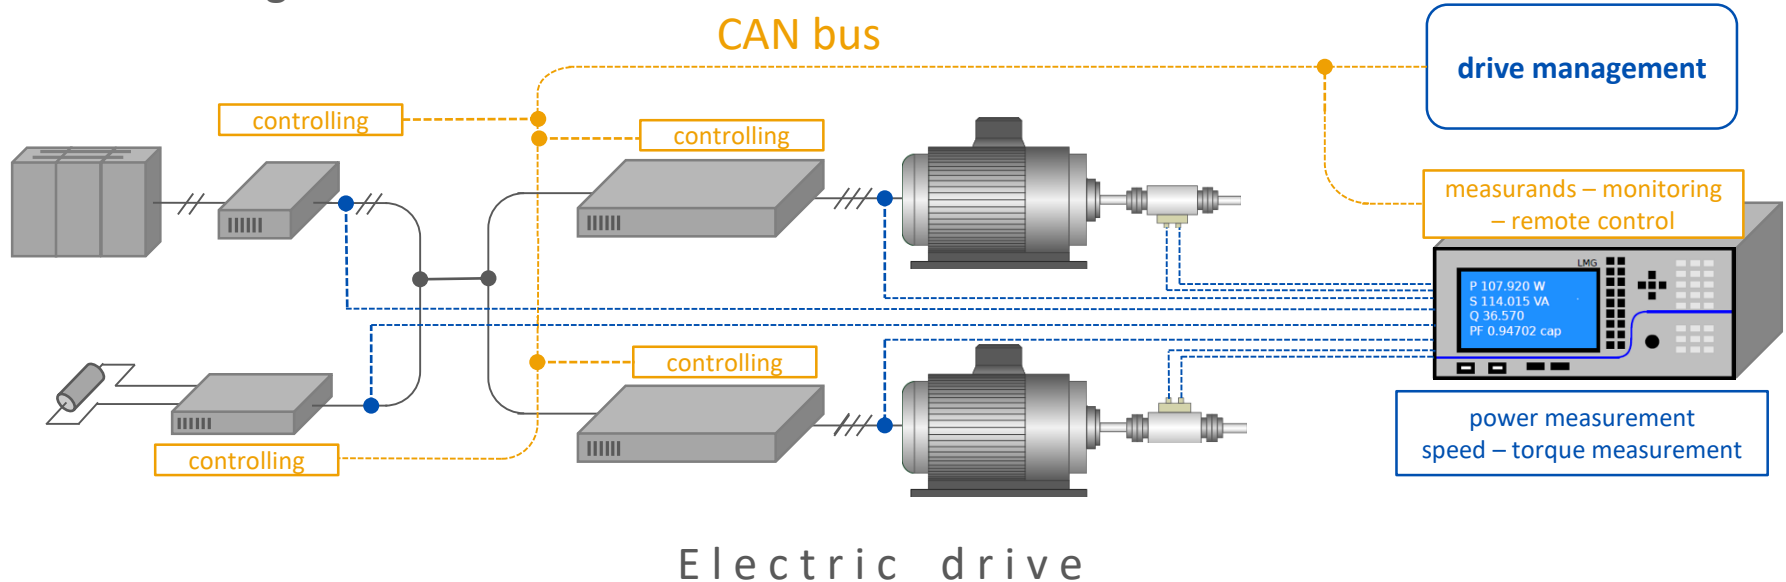 CAN bus
drive management
controlling
controlling
measurands – monitoring
– remote control
LMG
P 107.920 W
S 114.015 VA
Q 36.570
PF 0.94702 cap
controlling
controlling
power measurement
speed – torque measurement
Electric drive